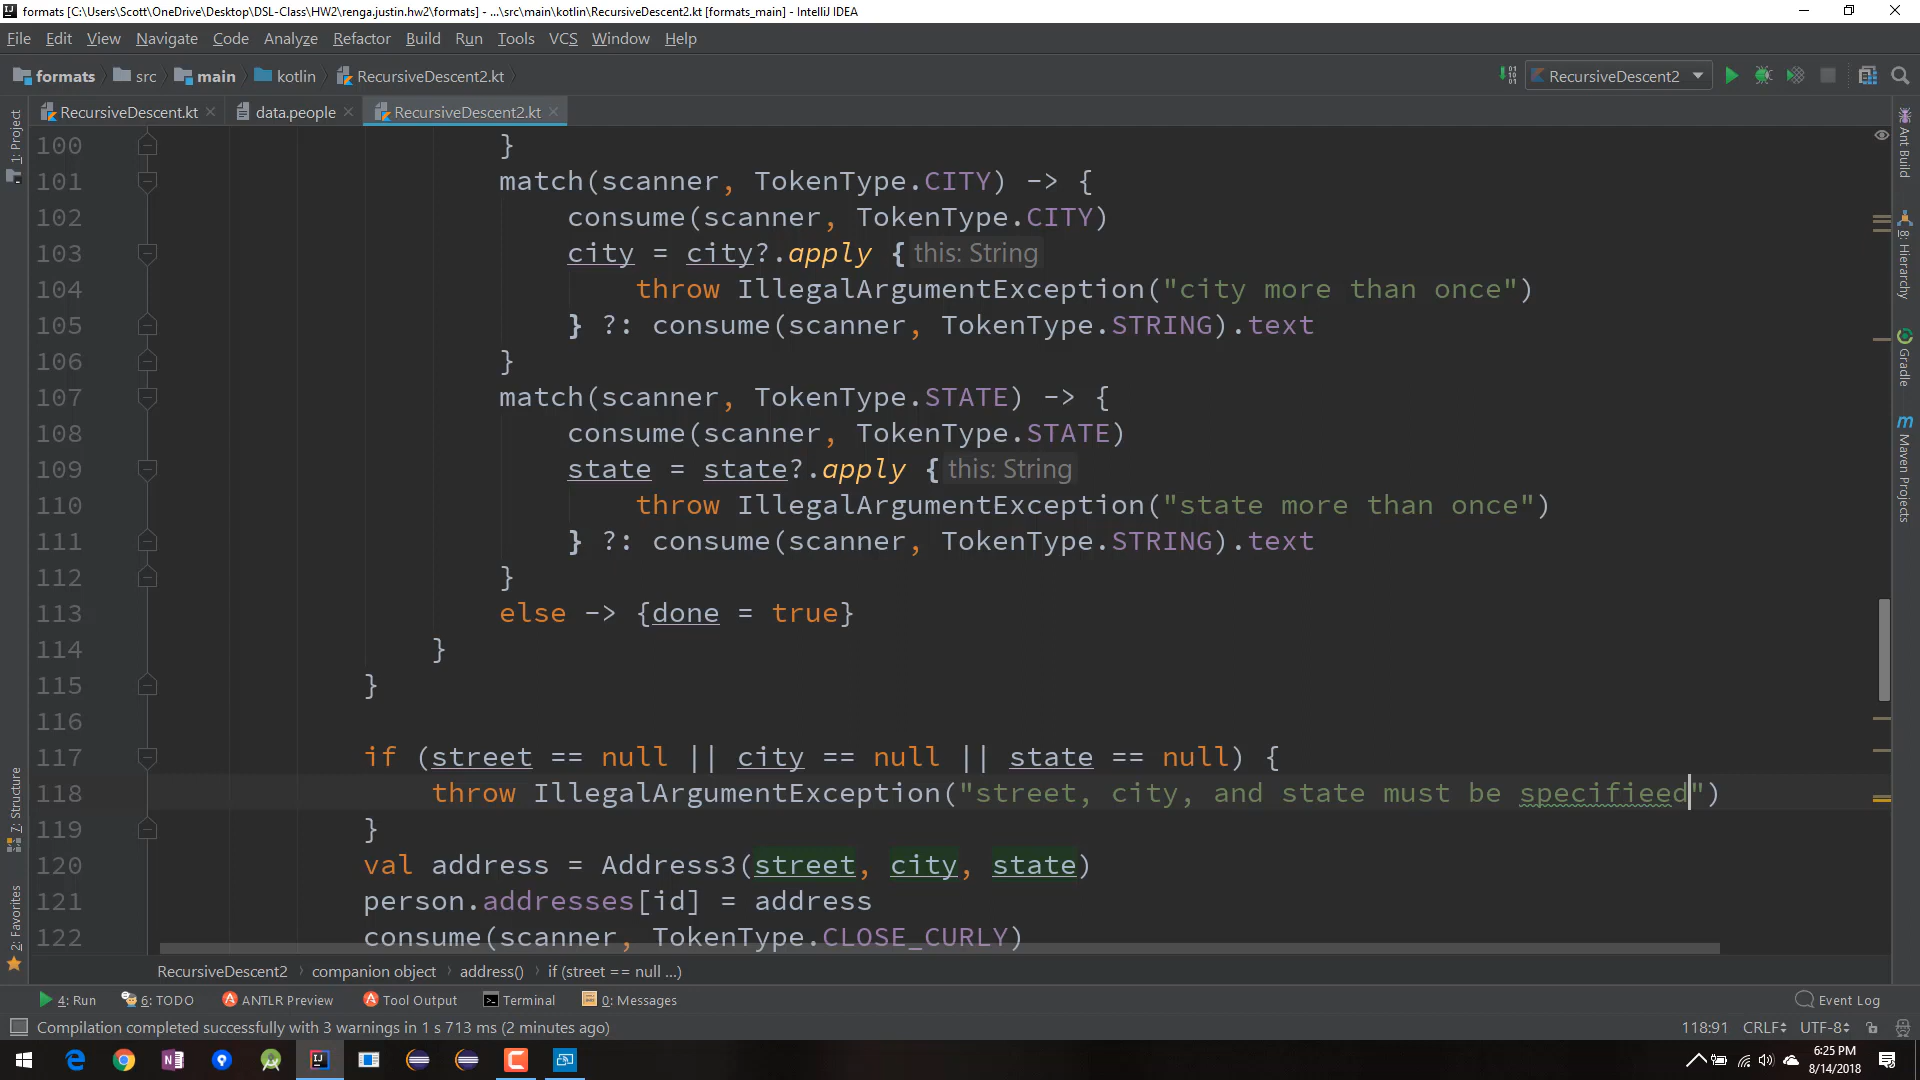 formats [C:\Users\Scott\OneDrive\Desktop\DSL-Class\HW2\renga.justin.hw2\formats] - ...\src\main\kotlin\RecursiveDescent2.kt [formats_main] - IntelliJ IDEA
File Edit View Navigate Code Analyze Refactor Build Run Tools VCS Window Help
formats src main kotlin RecursiveDescent2.kt RecursiveDescent2
RecursiveDescent.kt data.people RecursiveDescent2.kt
1: Project
7: Structure
2: Favorites
100 }
101 match(scanner, TokenType.CITY) -> {
102 consume(scanner, TokenType.CITY)
103 city = city?.apply { this: String
104 throw IllegalArgumentException("city more than once")
105 } ?: consume(scanner, TokenType.STRING).text
106 }
107 match(scanner, TokenType.STATE) -> {
108 consume(scanner, TokenType.STATE)
109 state = state?.apply { this: String
110 throw IllegalArgumentException("state more than once")
111 } ?: consume(scanner, TokenType.STRING).text
112 }
113 else -> {done = true}
114 }
115 }
116
117 if (street == null || city == null || state == null) {
118 throw IllegalArgumentException("street, city, and state must be specifieed")
119 }
120 val address = Address3(street, city, state)
121 person.addresses[id] = address
122 consume(scanner, TokenType.CLOSE_CURLY)
Ant Build
8: Hierarchy
Gradle
Maven Projects
RecursiveDescent2 companion object address() if (street == null ...)
4: Run 6: TODO ANTLR Preview Tool Output Terminal 0: Messages Event Log
Compilation completed successfully with 3 warnings in 1 s 713 ms (2 minutes ago) 118:91 CRLF UTF-8
6:25 PM
8/14/2018